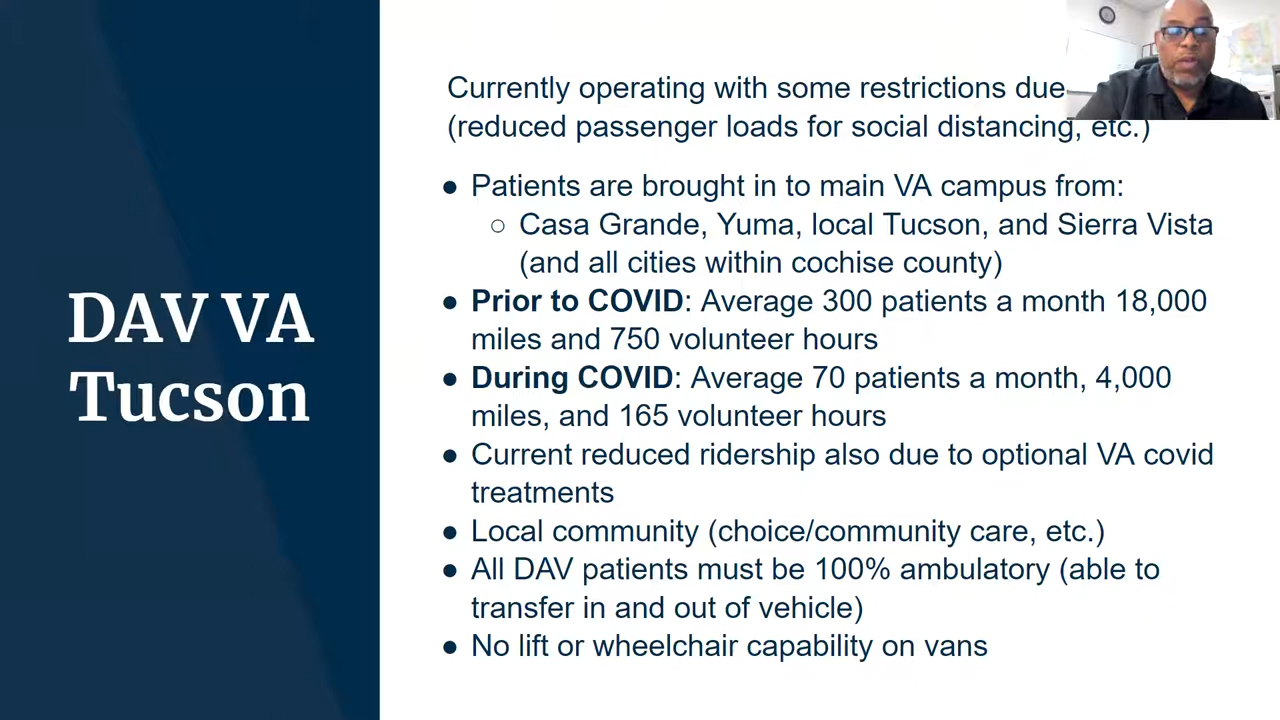 DAV VA
Tucson
Currently operating with some restrictions due
(reduced passenger loads for social distancing, etc.)
● Patients are brought in to main VA campus from:
○ Casa Grande, Yuma, local Tucson, and Sierra Vista
(and all cities within cochise county)
● Prior to COVID: Average 300 patients a month 18,000
miles and 750 volunteer hours
● During COVID: Average 70 patients a month, 4,000
miles, and 165 volunteer hours
● Current reduced ridership also due to optional VA covid
treatments
● Local community (choice/community care, etc.)
● All DAV patients must be 100% ambulatory (able to
transfer in and out of vehicle)
● No lift or wheelchair capability on vans